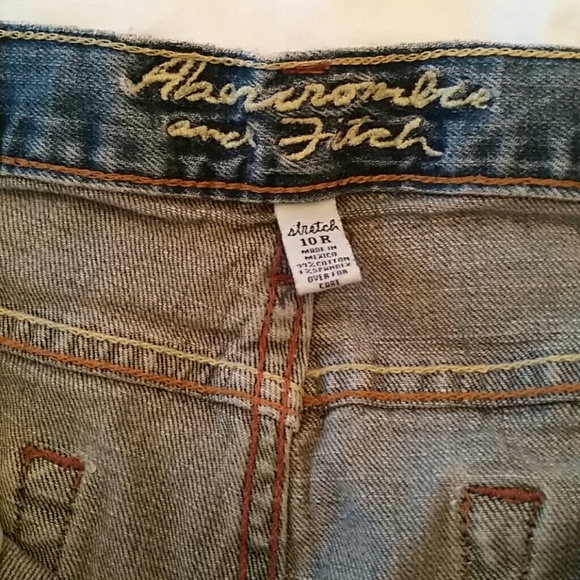 Abercrombie
and Fitch
stretch
10 R
MADE IN
MEXICO
99% COTTON
1% SPANDEX
OVER FOR
CARE